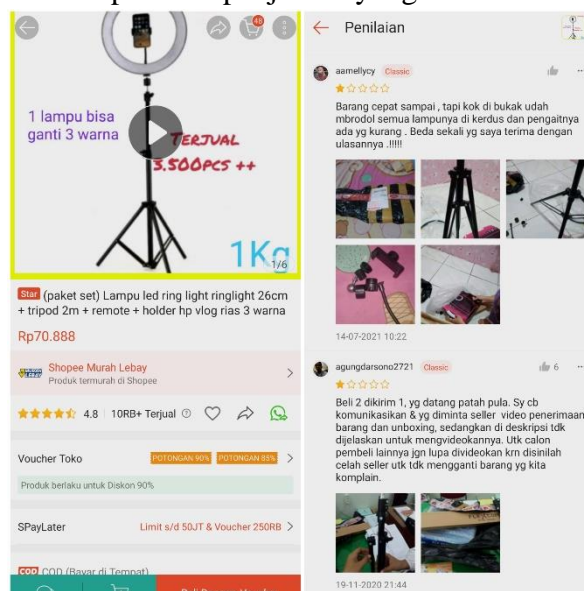 48
1 lampu bisa
ganti 3 warna
TERJUAL
3.500PCS ++
1Kg
1/6
Star (paket set) Lampu led ring light ringlight 26cm
+ tripod 2m + remote + holder hp vlog rias 3 warna
Rp70.888
Shopee Murah Lebay
Produk termurah di Shopee
4.8 10RB+ Terjual
Voucher Toko POTONGAN 90% POTONGAN 85%
Produk berlaku untuk Diskon 90%
SPayLater Limit s/d 50JT & Voucher 250RB
COD COD (Bayar di Tempat)
Penilaian
aamellycy Classic
Barang cepat sampai , tapi kok di bukak udah
mbrodol semua lampunya di kerdus dan pengaitnya
ada yg kurang . Beda sekali yg saya terima dengan
ulasannya .!!!!!
14-07-2021 10:22
agungdarsono2721 Classic 6
Beli 2 dikirim 1, yg datang patah pula. Sy cb
komunikasikan & yg diminta seller video penerimaan
barang dan unboxing, sedangkan di deskripsi tdk
dijelaskan untuk mengvideokannya. Utk calon
pembeli lainnya jgn lupa divideokan krn disinilah
celah seller utk tdk mengganti barang yg kita
komplain.
19-11-2020 21:44